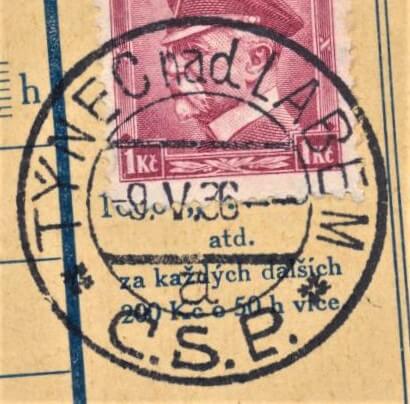 TÝNEC nad LABEM
h
1Kč 1Kč
9.V.36
atd.
za každých dalších
200 Kč o 50 h více
a
Č.S.P.